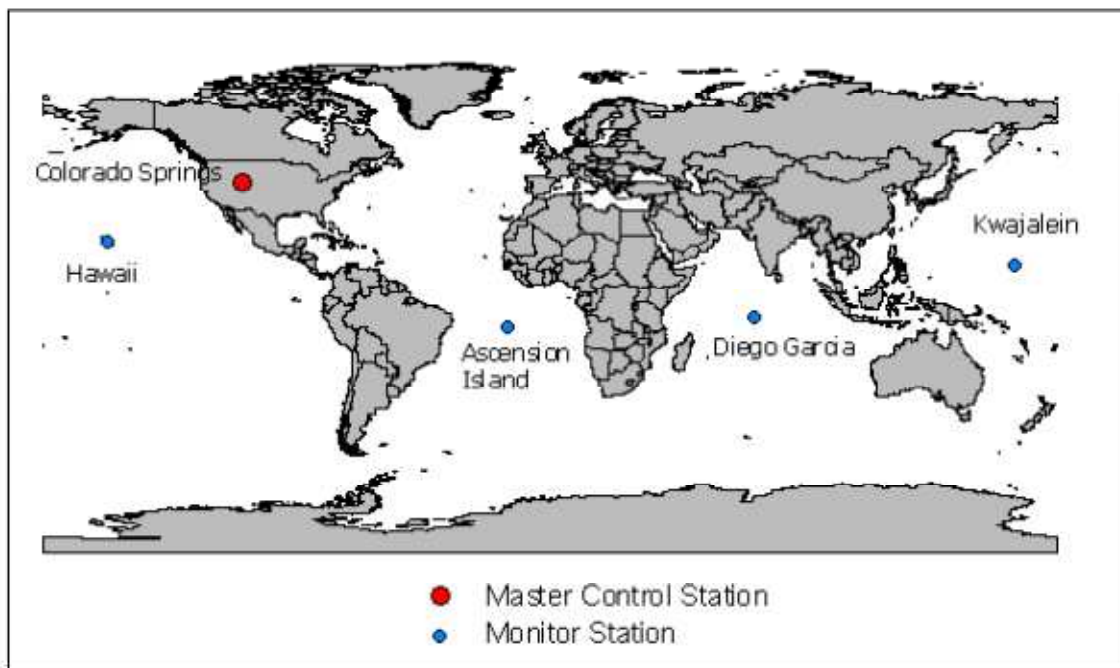 Colorado Springs
Kwajalein
Hawaii
Ascension
Island
Diego Garcia
Master Control Station
Monitor Station